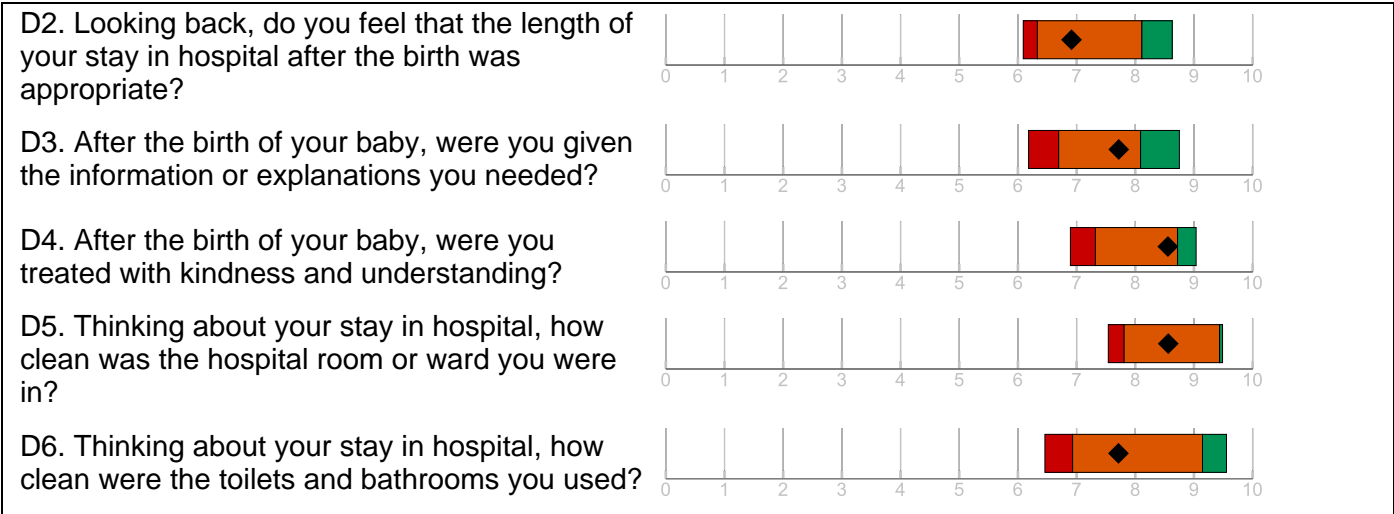 D2. Looking back, do you feel that the length of
your stay in hospital after the birth was
appropriate?
0 1 2 3 4 5 6 7 8 9 10
D3. After the birth of your baby, were you given
the information or explanations you needed?
0 1 2 3 4 5 6 7 8 9 10
D4. After the birth of your baby, were you
treated with kindness and understanding?
0 1 2 3 4 5 6 7 8 9 10
D5. Thinking about your stay in hospital, how
clean was the hospital room or ward you were
in?
0 1 2 3 4 5 6 7 8 9 10
D6. Thinking about your stay in hospital, how
clean were the toilets and bathrooms you used?
0 1 2 3 4 5 6 7 8 9 10